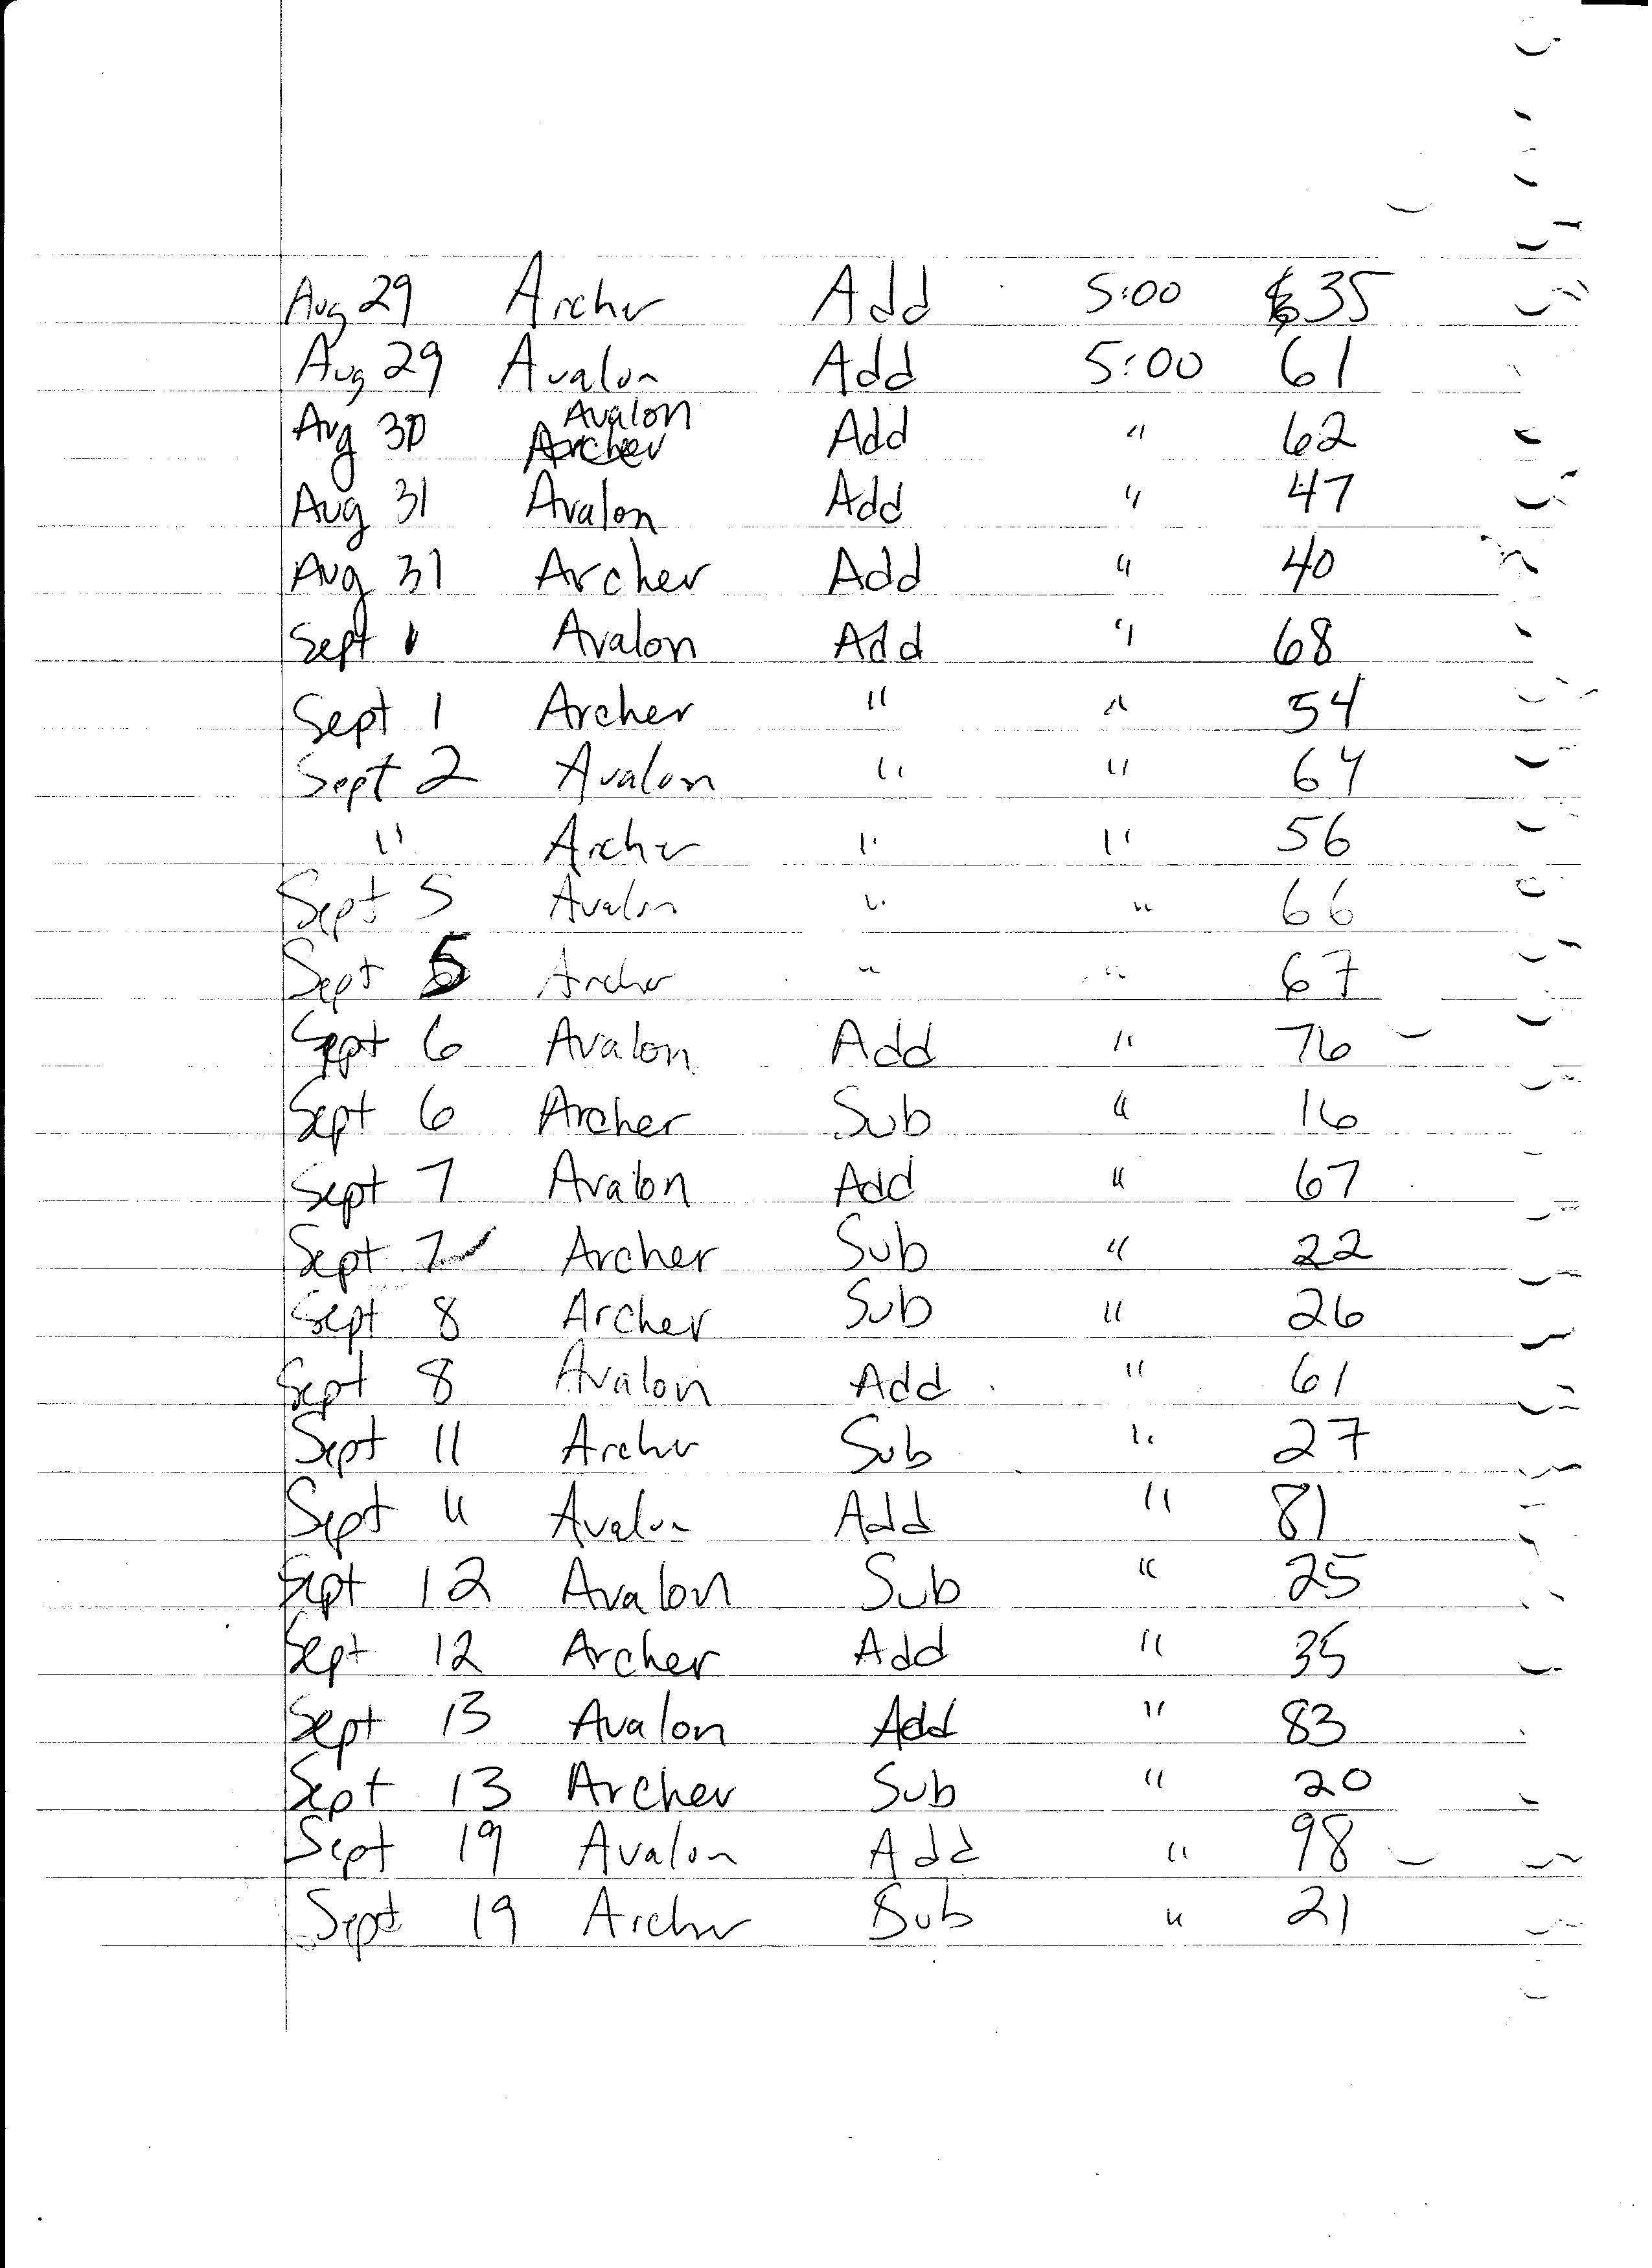 Aug 29 Archer Add 5:00 $35
Aug 29 Avalon Add 5:00 61
Aug 30 Avalon Archer Add " 62
Aug 31 Avalon Add " 47
Aug 31 Archer Add " 40
Sept 1 Avalon Add " 68
Sept 1 Archer " " 54
Sept 2 Avalon " " 64
" Archer " " 56
Sept 5 Avalon " " 66
Sept 5 Archer " " 67
Sept 6 Avalon Add " 76
Sept 6 Archer Sub " 16
Sept 7 Avalon Add " 67
Sept 7 Archer Sub " 22
Sept 8 Archer Sub " 26
Sept 8 Avalon Add " 61
Sept 11 Archer Sub " 27
Sept 11 Avalon Add " 81
Sept 12 Avalon Sub " 25
Sept 12 Archer Add " 35
Sept 13 Avalon Add " 83
Sept 13 Archer Sub " 20
Sept 19 Avalon Add " 98
Sept 19 Archer Sub " 21